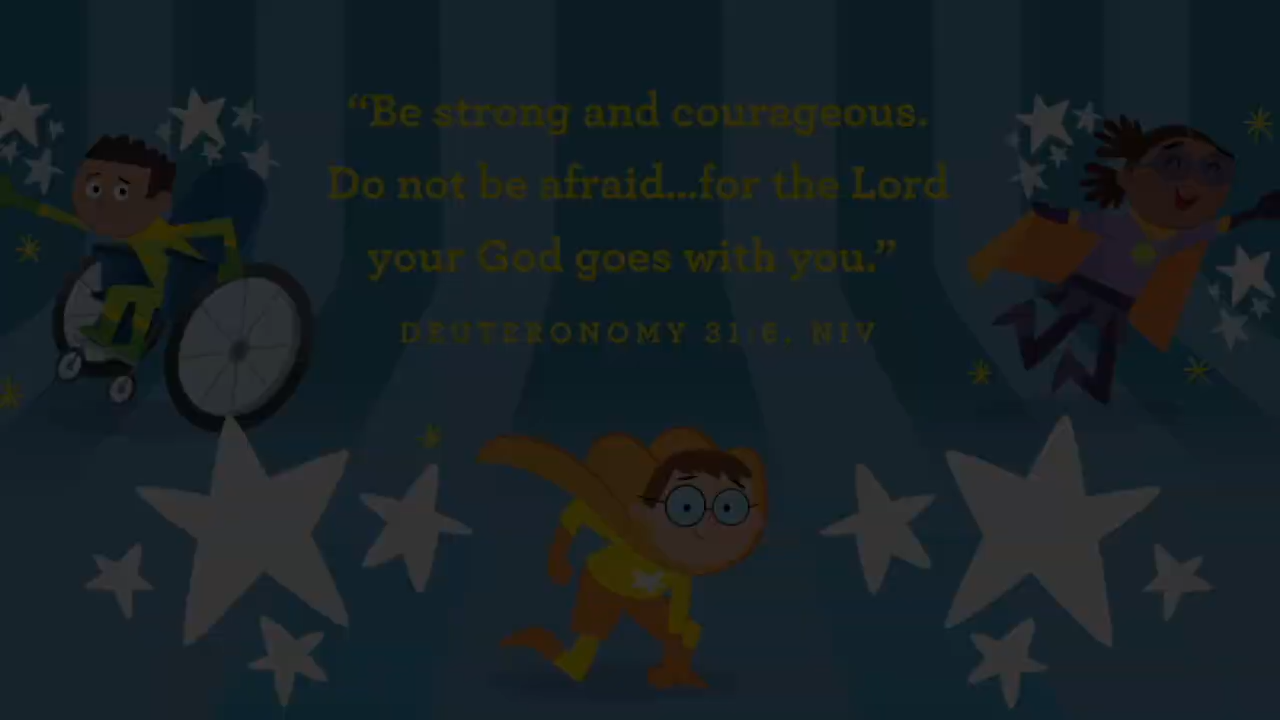 “Be strong and courageous.
Do not be afraid...for the Lord
your God goes with you.”
DEUTERONOMY 31:6, NIV